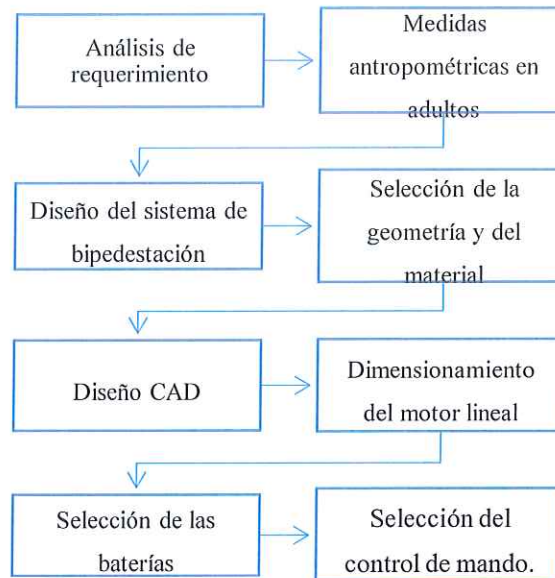 Análisis de
requerimiento
Medidas
antropométricas en
adultos
Diseño del sistema de
bipedestación
Selección de la
geometría y del
material
Diseño CAD
Dimensionamiento
del motor lineal
Selección de las
baterías
Selección del
control de mando.